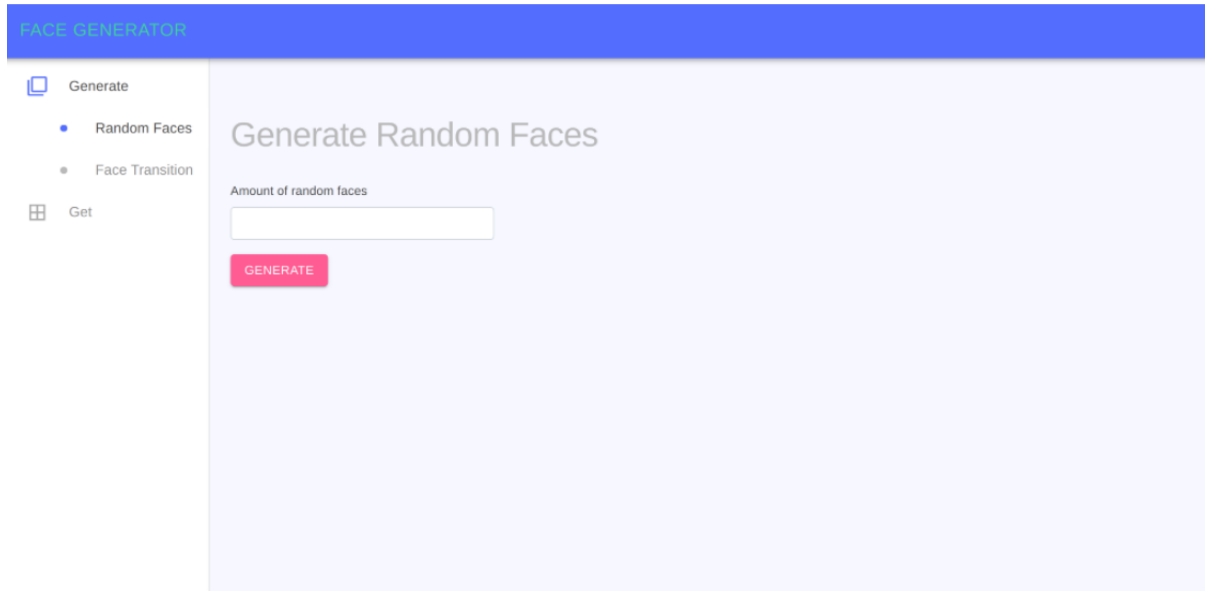 FACE GENERATOR
Generate
Random Faces
Face Transition
Get
Generate Random Faces
Amount of random faces
GENERATE